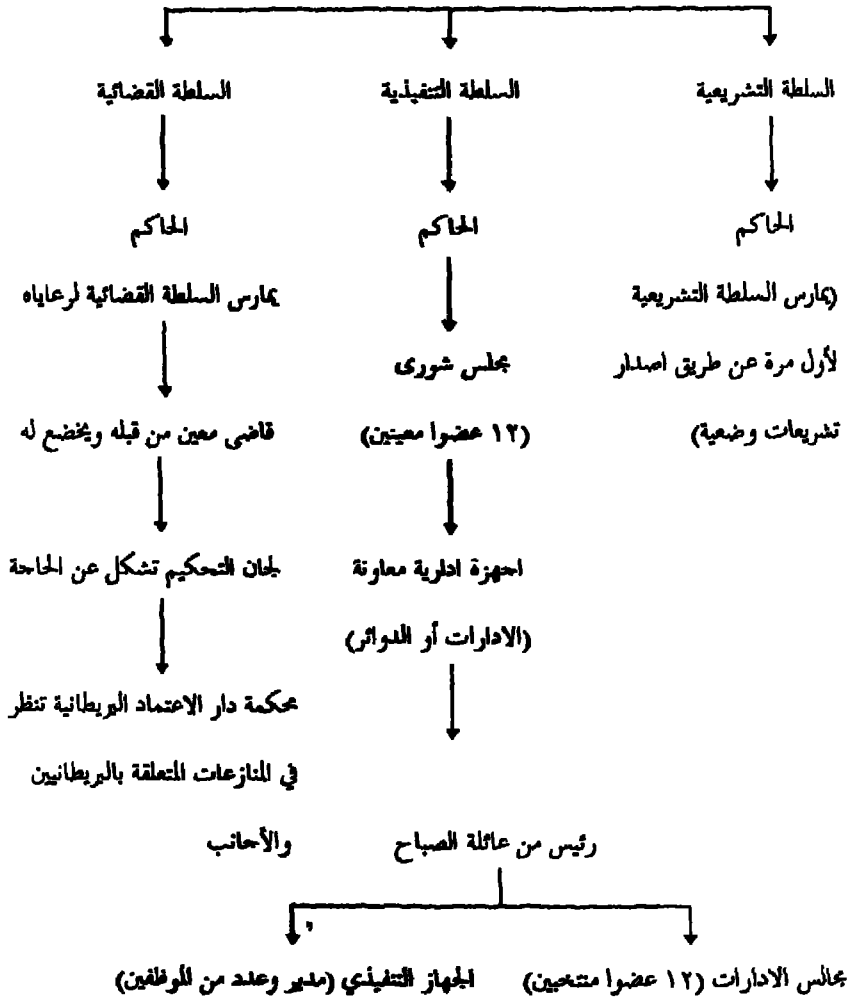 السلطة التشريعية السلطة التنفيذية السلطة القضائية
الحاكم الحاكم الحاكم
(يمارس السلطة التشريعية يمارس السلطة القضائية لرعاياه
لأول مرة عن طريق اصدار مجلس شورى
تشريعات وضعية) (١٢ عضوا معينين) قاضى معين من قبله ويخضع له
اجهزة ادارية معاونة لجان التحكيم تشكل عن الحاجة
(الادارات أو الدوائر)
محكمة دار الاعتماد البريطانية تنظر
في المنازعات المتعلقة بالبريطانيين
رئيس من عائلة الصباح والأجانب
مجالس الادارات (١٢ عضوا منتخبين) الجهاز التنفيذي (مدير وعدد من الموظفين)